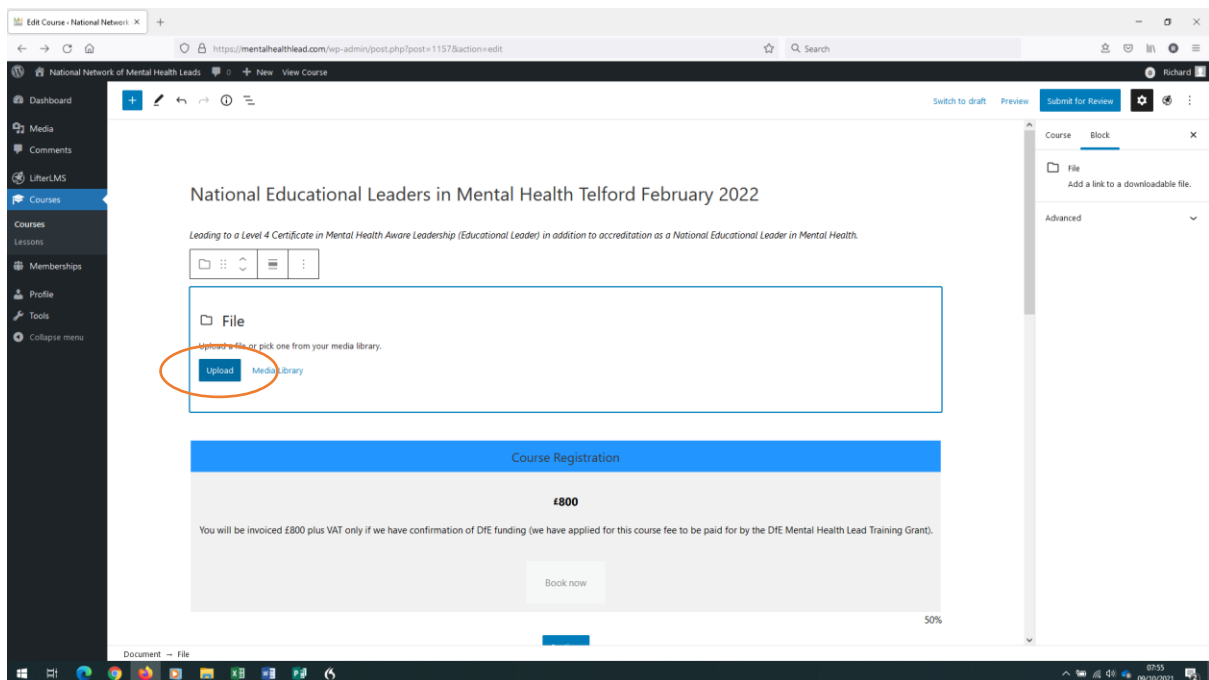 Edit Course ‹ National Network ×
+
https://mentalhealthlead.com/wp-admin/post.php?post=1157&action=edit
Search
National Network of Mental Health Leads 0 + New View Course
Richard
Dashboard
Media
Comments
LifterLMS
Courses
Courses
Lessons
Memberships
Profile
Tools
Collapse menu
Switch to draft Preview Submit for Review
Course Block
File
Add a link to a downloadable file.
Advanced
National Educational Leaders in Mental Health Telford February 2022
Leading to a Level 4 Certificate in Mental Health Aware Leadership (Educational Leader) in addition to accreditation as a National Educational Leader in Mental Health.
File
Upload a file or pick one from your media library.
Upload Media Library
Course Registration
£800
You will be invoiced £800 plus VAT only if we have confirmation of DfE funding (we have applied for this course fee to be paid for by the DfE Mental Health Lead Training Grant).
Book now
50%
Document → File
07:55
09/10/2021